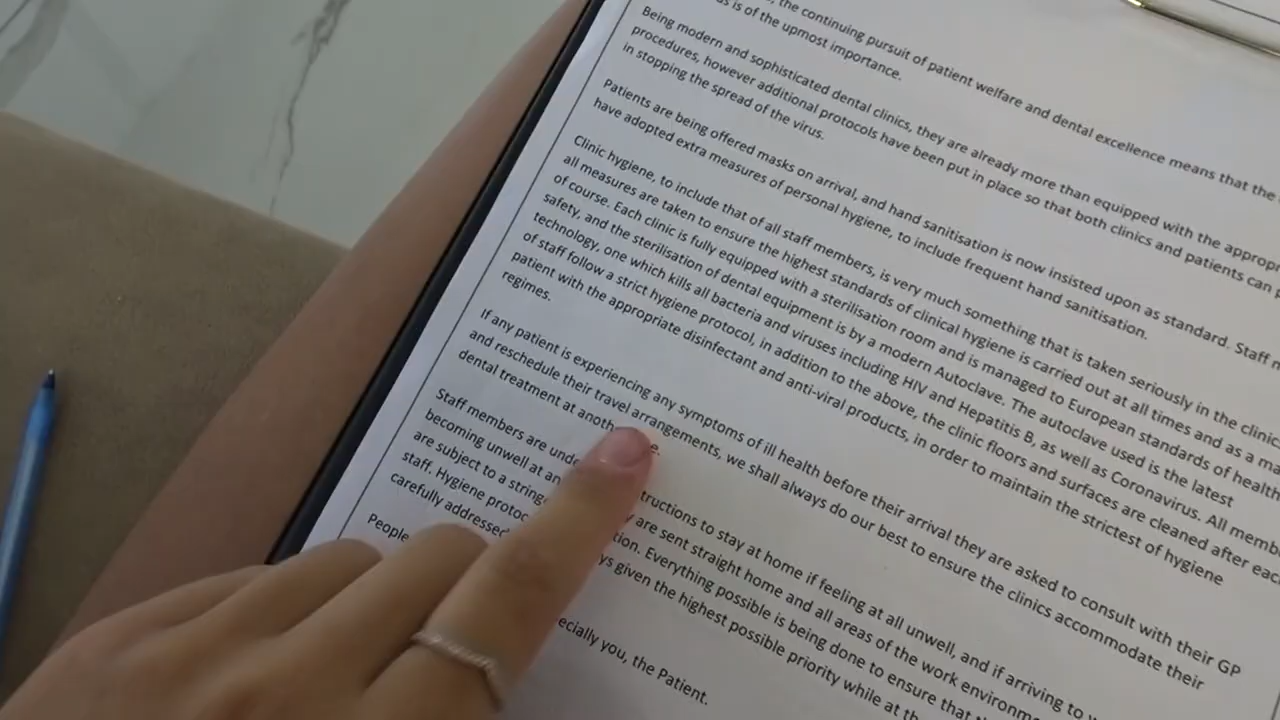 the continuing pursuit of patient welfare and dental excellence means that the
us is of the upmost importance.
Being modern and sophisticated dental clinics, they are already more than equipped with the approp
procedures, however additional protocols have been put in place so that both clinics and patients can p
in stopping the spread of the virus.
Patients are being offered masks on arrival, and hand sanitisation is now insisted upon as standard. Staff m
have adopted extra measures of personal hygiene, to include frequent hand sanitisation.
Clinic hygiene, to include that of all staff members, is very much something that is taken seriously in the clinic
all measures are taken to ensure the highest standards of clinical hygiene is carried out at all times and as a ma
of course. Each clinic is fully equipped with a sterilisation room and is managed to European standards of health
safety, and the sterilisation of dental equipment is by a modern Autoclave. The autoclave used is the latest
technology, one which kills all bacteria and viruses including HIV and Hepatitis B, as well as Coronavirus. All memb
of staff follow a strict hygiene protocol, in addition to the above, the clinic floors and surfaces are cleaned after eac
patient with the appropriate disinfectant and anti-viral products, in order to maintain the strictest of hygiene
regimes.
If any patient is experiencing any symptoms of ill health before their arrival they are asked to consult with their GP
and reschedule their travel arrangements, we shall always do our best to ensure the clinics accommodate their
dental treatment at anoth e.
Staff members are unde tructions to stay at home if feeling at all unwell, and if arriving to
becoming unwell at an y are sent straight home and all areas of the work environm
are subject to a string tion. Everything possible is being done to ensure that
staff. Hygiene protoc ys given the highest possible priority while at th
carefully addressed
People ecially you, the Patient.